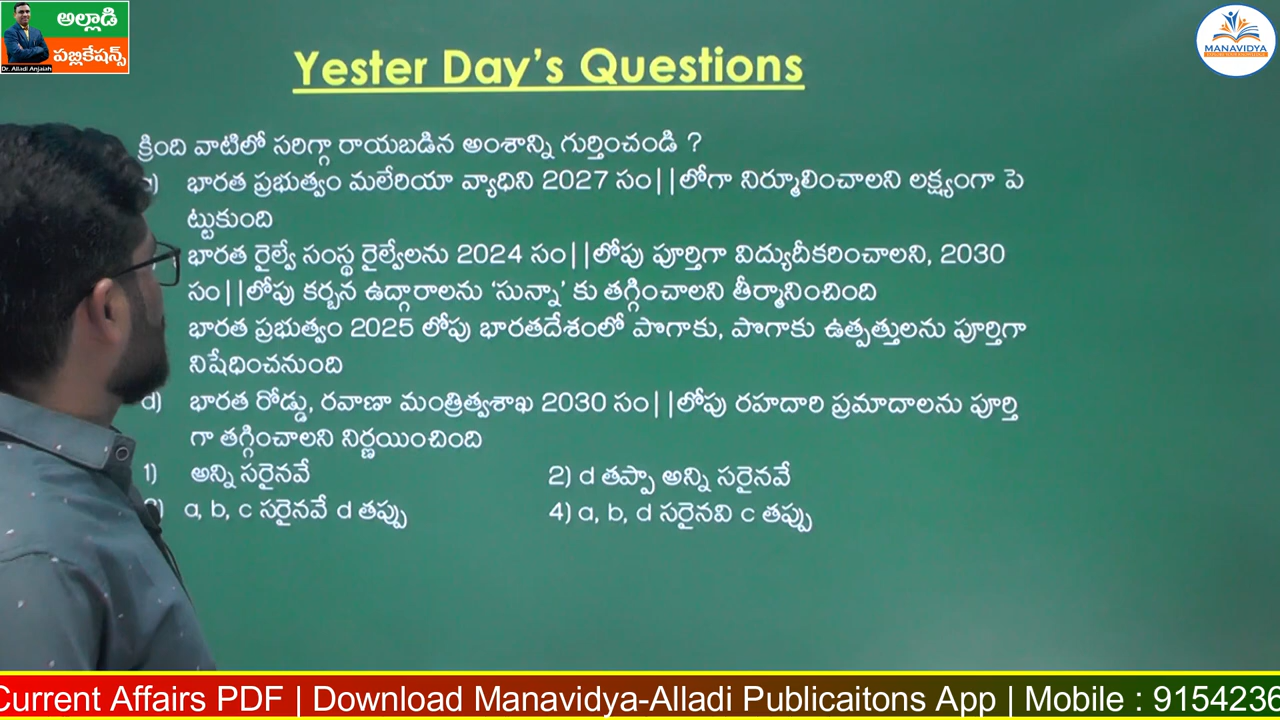 అల్లాడి
పబ్లికేషన్స్
Dr. Alladi Anjaiah
MANAVIDYA
Yester Day's Questions
క్రింది వాటిలో సరిగ్గా రాయబడిన అంశాన్ని గుర్తించండి ?
భారత ప్రభుత్వం మలేరియా వ్యాధిని 2027 సం||లోగా నిర్మూలించాలని లక్ష్యంగా పె
ట్టుకుంది
భారత రైల్వే సంస్థ రైల్వేలను 2024 సం||లోపు పూర్తిగా విద్యుదీకరించాలని, 2030
సం||లోపు కర్బన ఉద్గారాలను 'సున్నా' కు తగ్గించాలని తీర్మానించింది
భారత ప్రభుత్వం 2025 లోపు భారతదేశంలో పొగాకు, పొగాకు ఉత్పత్తులను పూర్తిగా
నిషేధించనుంది
d) భారత రోడ్డు, రవాణా మంత్రిత్వశాఖ 2030 సం||లోపు రహదారి ప్రమాదాలను పూర్తి
గా తగ్గించాలని నిర్ణయించింది
1) అన్ని సరైనవే 2) d తప్పా అన్ని సరైనవే
a, b, c సరైనవే d తప్పు 4) a, b, d సరైనవి c తప్పు
Current Affairs PDF | Download Manavidya-Alladi Publicaitons App | Mobile : 9154236